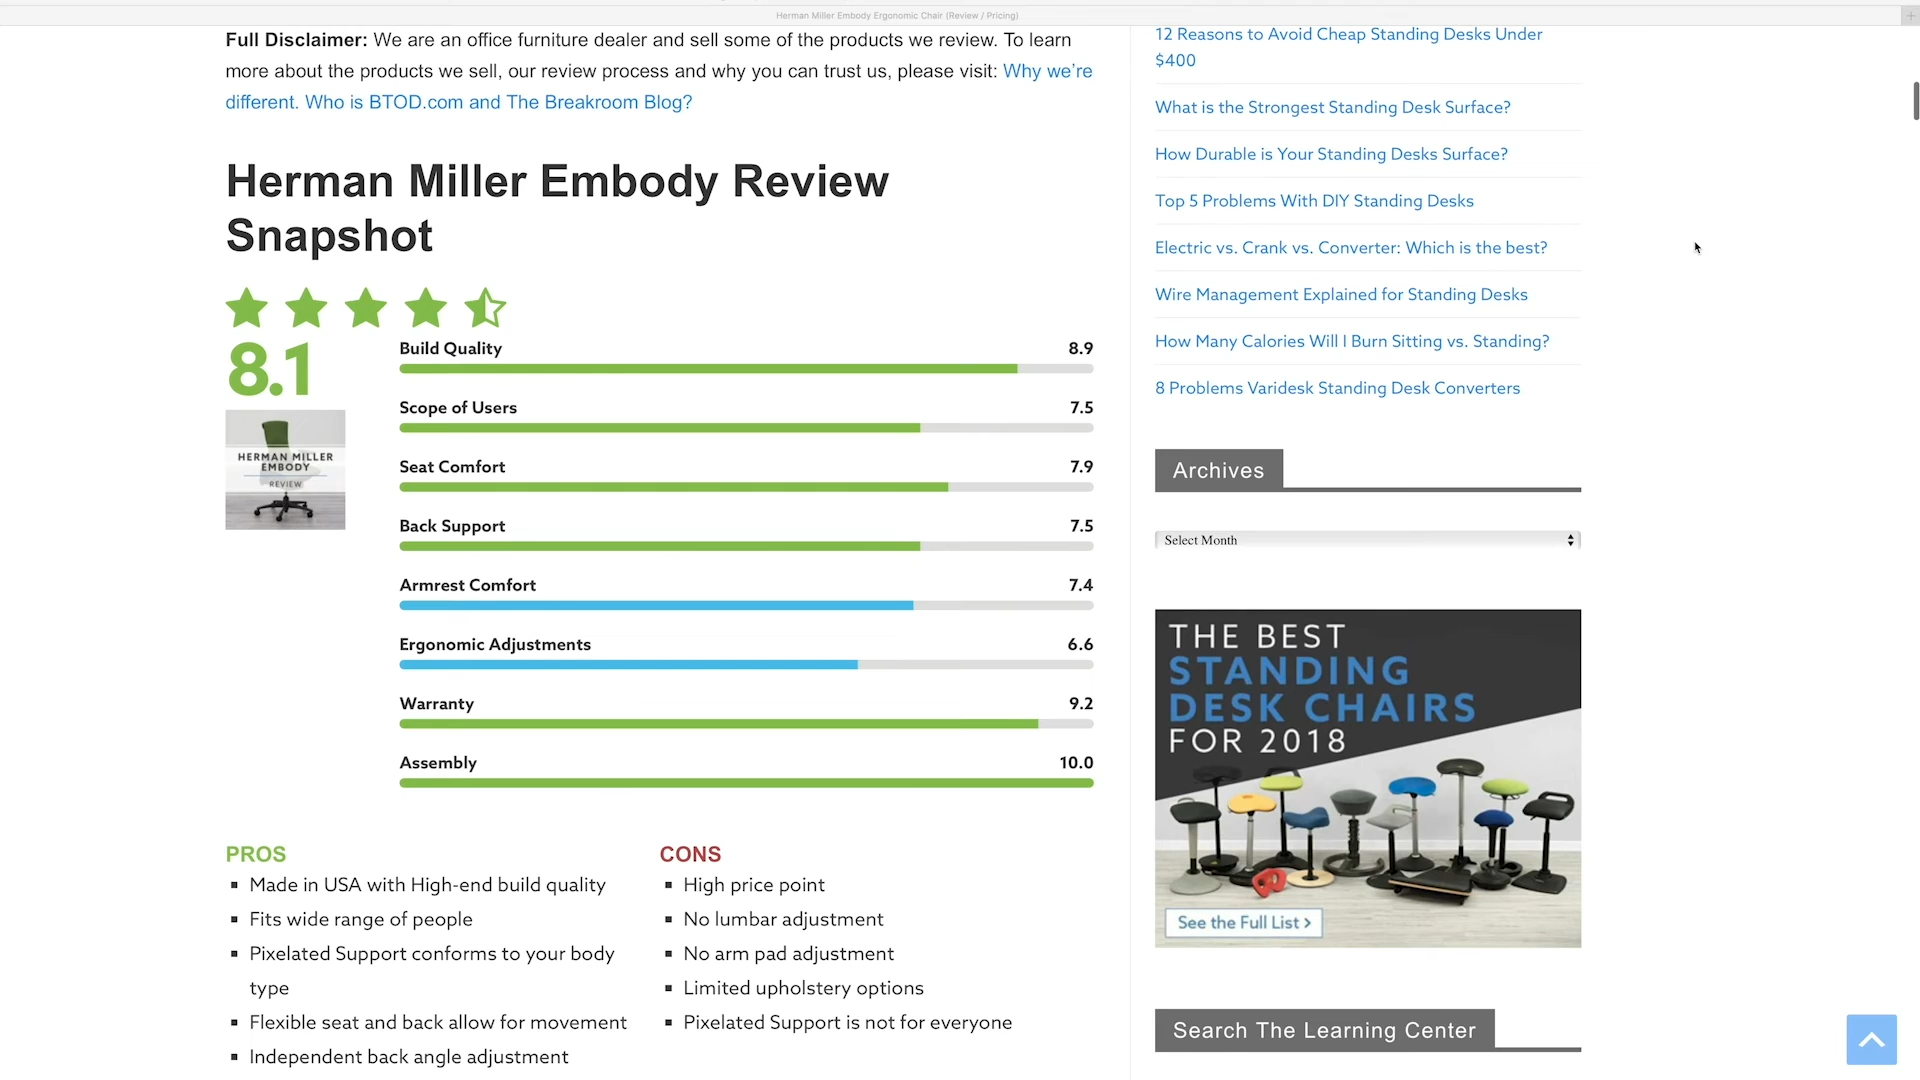 Herman Miller Embody Ergonomic Chair (Review / Pricing)
Full Disclaimer: We are an office furniture dealer and sell some of the products we review. To learn
more about the products we sell, our review process and why you can trust us, please visit: Why we're
different. Who is BTOD.com and The Breakroom Blog?
Herman Miller Embody Review
Snapshot
8.1
HERMAN MILLER
EMBODY
REVIEW
Build Quality 8.9
Scope of Users 7.5
Seat Comfort 7.9
Back Support 7.5
Armrest Comfort 7.4
Ergonomic Adjustments 6.6
Warranty 9.2
Assembly 10.0
PROS
Made in USA with High-end build quality
Fits wide range of people
Pixelated Support conforms to your body
type
Flexible seat and back allow for movement
Independent back angle adjustment
CONS
High price point
No lumbar adjustment
No arm pad adjustment
Limited upholstery options
Pixelated Support is not for everyone
12 Reasons to Avoid Cheap Standing Desks Under
$400
What is the Strongest Standing Desk Surface?
How Durable is Your Standing Desks Surface?
Top 5 Problems With DIY Standing Desks
Electric vs. Crank vs. Converter: Which is the best?
Wire Management Explained for Standing Desks
How Many Calories Will I Burn Sitting vs. Standing?
8 Problems Varidesk Standing Desk Converters
Archives
Select Month
THE BEST
STANDING
DESK CHAIRS
FOR 2018
See the Full List >
Search The Learning Center